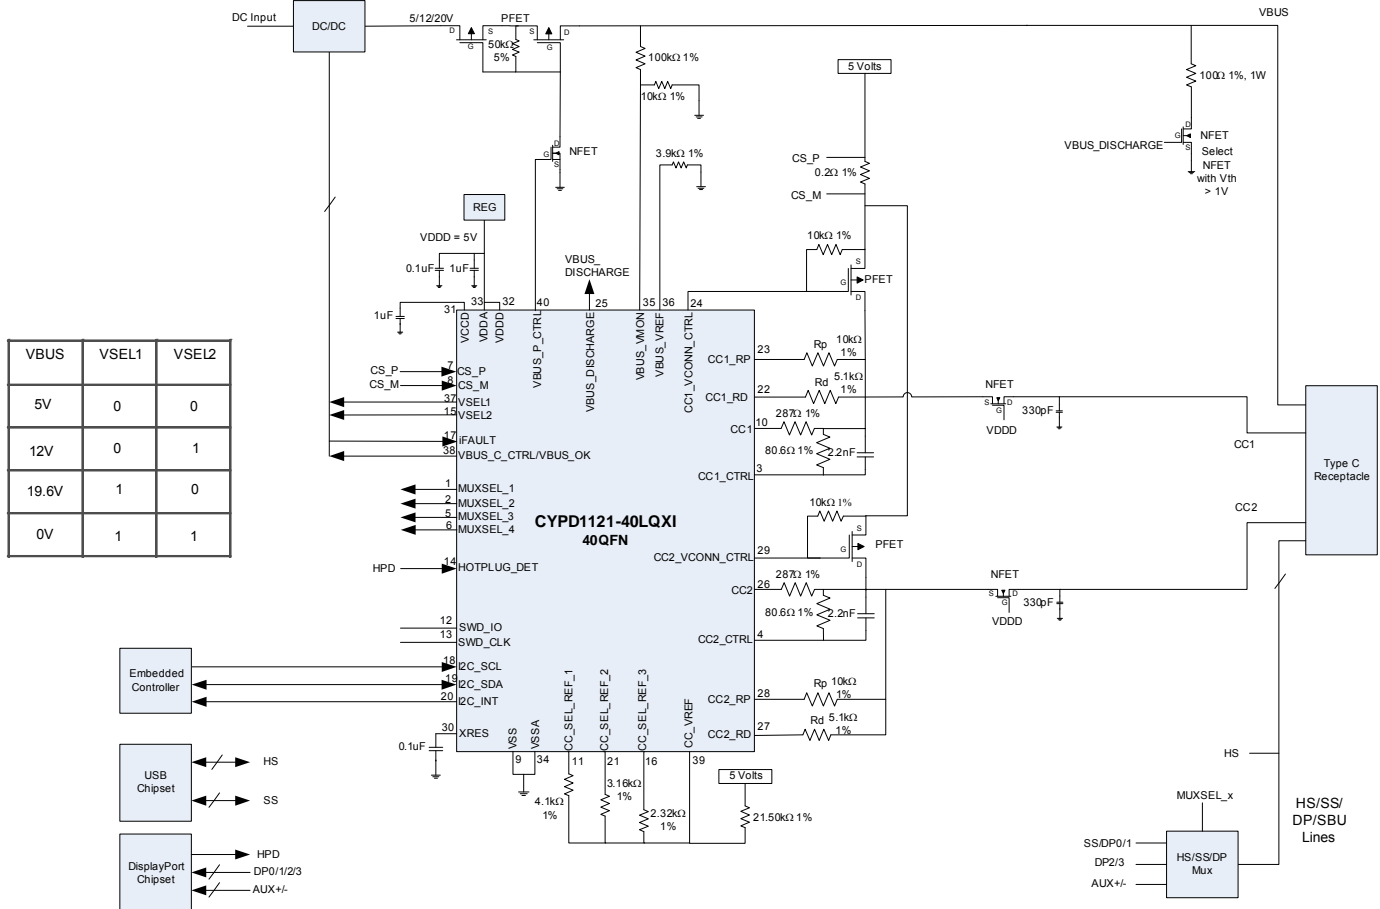 DC Input
DC/DC
5/12/20V
PFET
D
S
G
S
D
G
50kΩ
5%
VBUS
100kΩ 1%
10kΩ 1%
5 Volts
100Ω 1%, 1W
VBUS_DISCHARGE
D
G
S
NFET
Select
NFET
with Vth
> 1V
D
G
S
NFET
3.9kΩ 1%
CS_P
0.2Ω 1%
CS_M
REG
VDDD = 5V
0.1uF
1uF
1uF
VBUS_
DISCHARGE
10kΩ 1%
S
G
D
PFET
31
33
32
40
25
35
36
24
VCCD
VDDA
VDDD
VBUS_P_CTRL
VBUS_DISCHARGE
VBUS_VMON
VBUS_VREF
CC1_VCONN_CTRL
VBUS VSEL1 VSEL2
5V 0 0
12V 0 1
19.6V 1 0
0V 1 1
CS_P 7 CS_P
CS_M 8 CS_M
37 VSEL1
15 VSEL2
17 iFAULT
38 VBUS_C_CTRL/VBUS_OK
1 MUXSEL_1
2 MUXSEL_2
5 MUXSEL_3
6 MUXSEL_4
HPD 14 HOTPLUG_DET
12 SWD_IO
13 SWD_CLK
18 I2C_SCL
19 I2C_SDA
20 I2C_INT
30 XRES
0.1uF
CYPD1121-40LQXI
40QFN
CC1_RP 23 Rp 10kΩ
1%
CC1_RD 22 Rd 5.1kΩ
1%
CC1 10 287Ω 1%
80.6Ω 1% 2.2nF
CC1_CTRL 3
10kΩ 1%
S
G
D
PFET
CC2_VCONN_CTRL 29
CC2 26 287Ω 1%
80.6Ω 1% 2.2nF
CC2_CTRL 4
CC2_RP 28 Rp 10kΩ
1%
CC2_RD 27 Rd 5.1kΩ
1%
NFET
S
D
G
VDDD
330pF
CC1
Type C
Receptacle
CC2
NFET
S
D
G
VDDD
330pF
VSS
VSSA
CC_SEL_REF_1
CC_SEL_REF_2
CC_SEL_REF_3
CC_VREF
9
34
11
21
16
39
4.1kΩ
1%
3.16kΩ
1%
2.32kΩ
1%
5 Volts
21.50kΩ 1%
Embedded
Controller
USB
Chipset
HS
SS
DisplayPort
Chipset
HPD
DP0/1/2/3
AUX+/-
HS
MUXSEL_x
SS/DP0/1
DP2/3
AUX+/-
HS/SS/DP
Mux
HS/SS/
DP/SBU
Lines